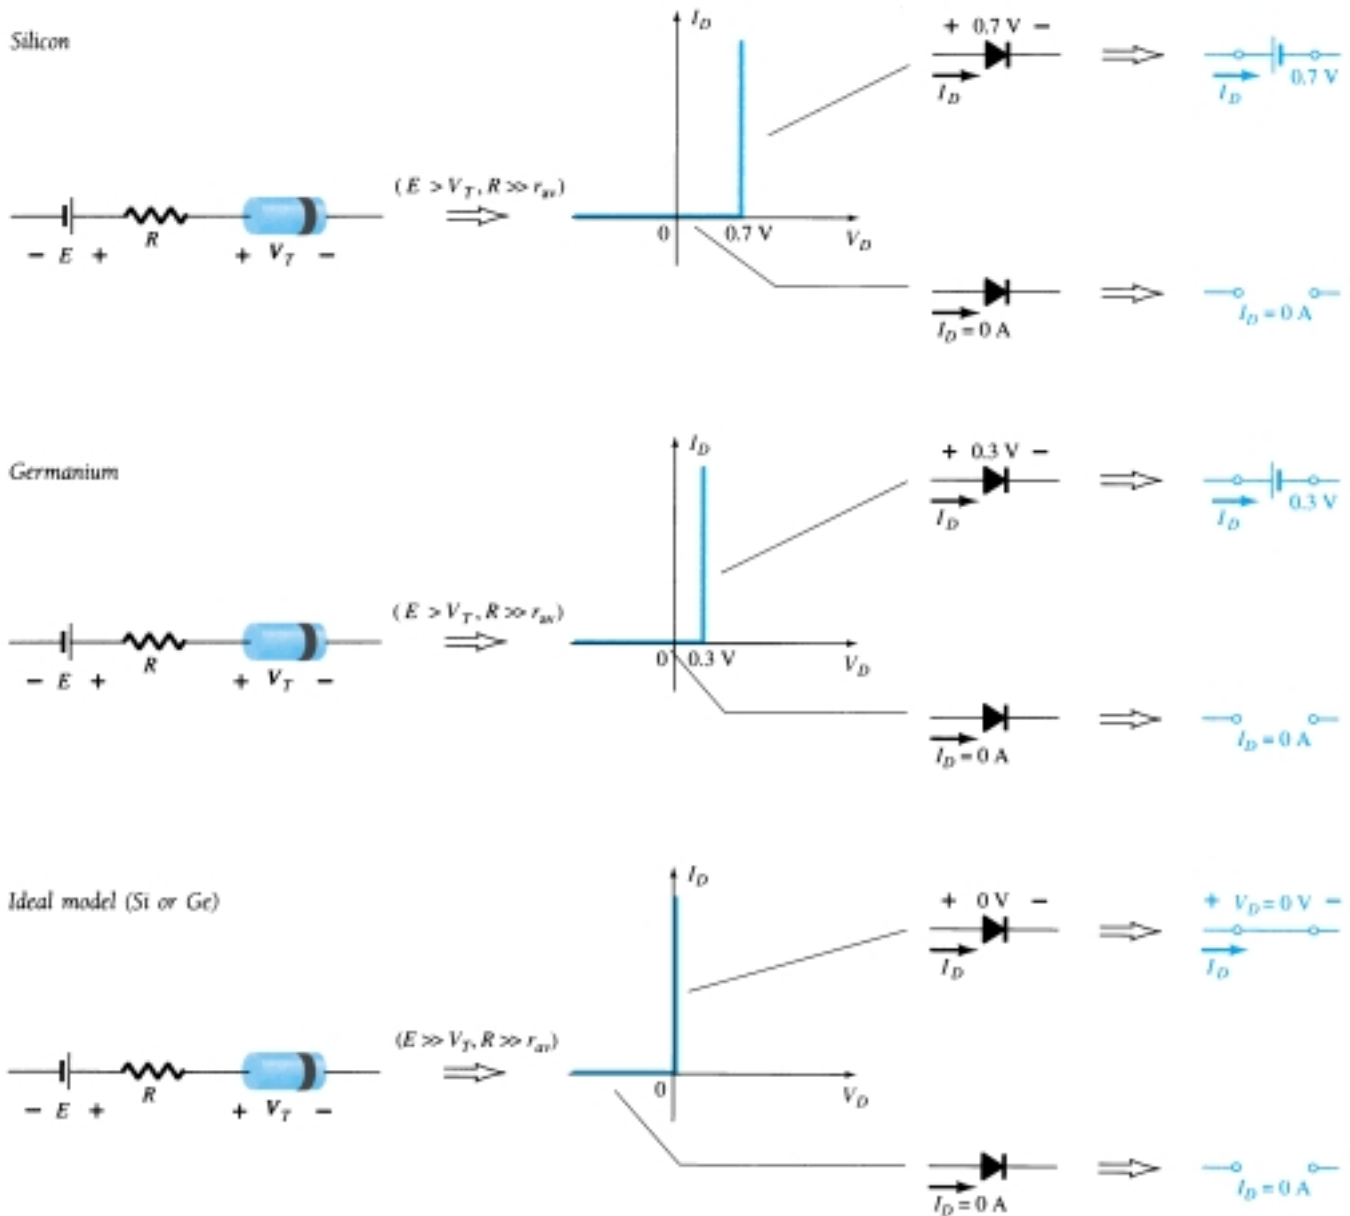 Silicon
I_D
+ 0.7 V −
I_D
0.7 V
I_D
(E > V_T, R >> r_av)
− E +
R
+ V_T −
0
0.7 V
V_D
I_D = 0 A
I_D = 0 A
Germanium
I_D
+ 0.3 V −
I_D
0.3 V
I_D
(E > V_T, R >> r_av)
− E +
R
+ V_T −
0
0.3 V
V_D
I_D = 0 A
I_D = 0 A
Ideal model (Si or Ge)
I_D
+ 0 V −
I_D
+ V_D = 0 V −
I_D
(E >> V_T, R >> r_av)
− E +
R
+ V_T −
0
V_D
I_D = 0 A
I_D = 0 A